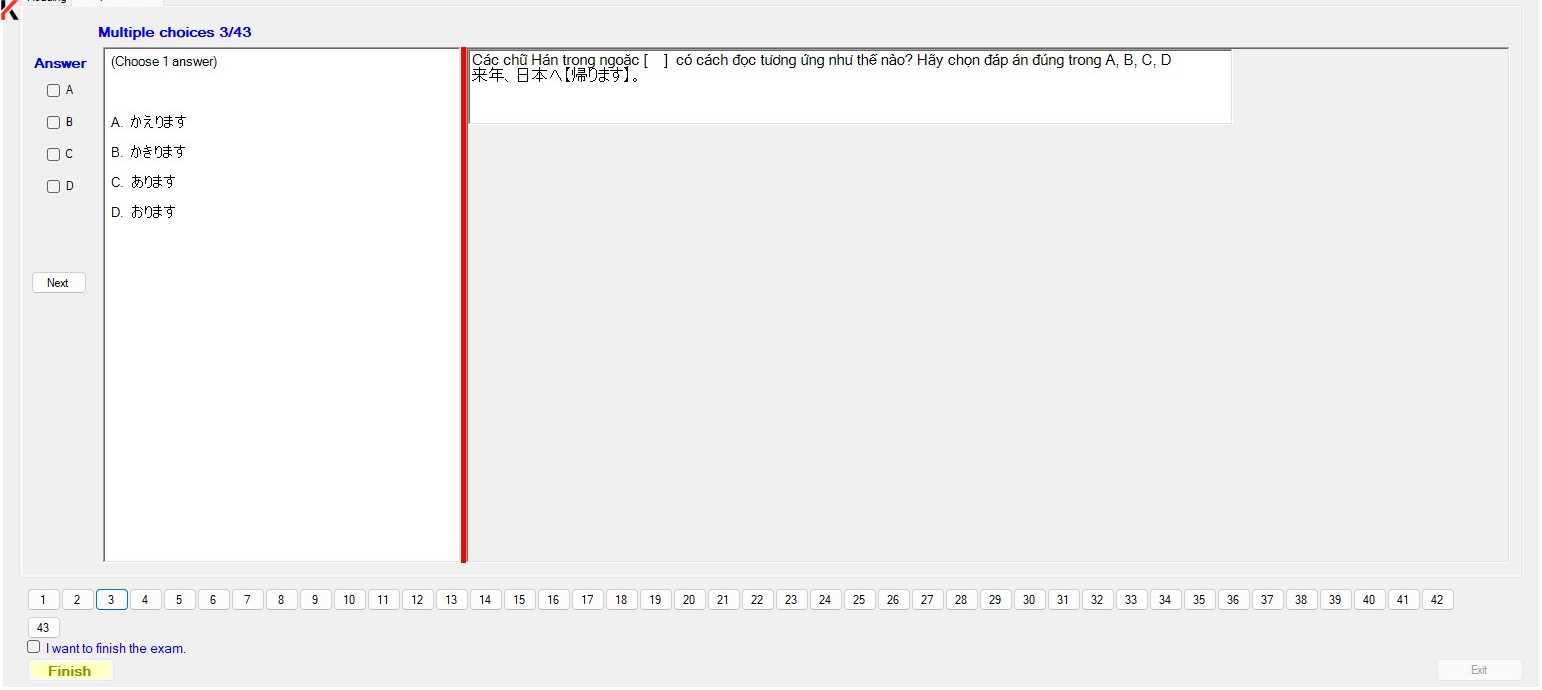 Multiple choices 3/43
Answer
A
B
C
D
Next
(Choose 1 answer)
A. かえります
B. かきります
C. あります
D. おります
Các chữ Hán trong ngoặc [ ] có cách đọc tương ứng như thế nào? Hãy chọn đáp án đúng trong A, B, C, D
来年、日本へ【帰ります】。
1 2 3 4 5 6 7 8 9 10 11 12 13 14 15 16 17 18 19 20 21 22 23 24 25 26 27 28 29 30 31 32 33 34 35 36 37 38 39 40 41 42
43
I want to finish the exam.
Finish
Exit